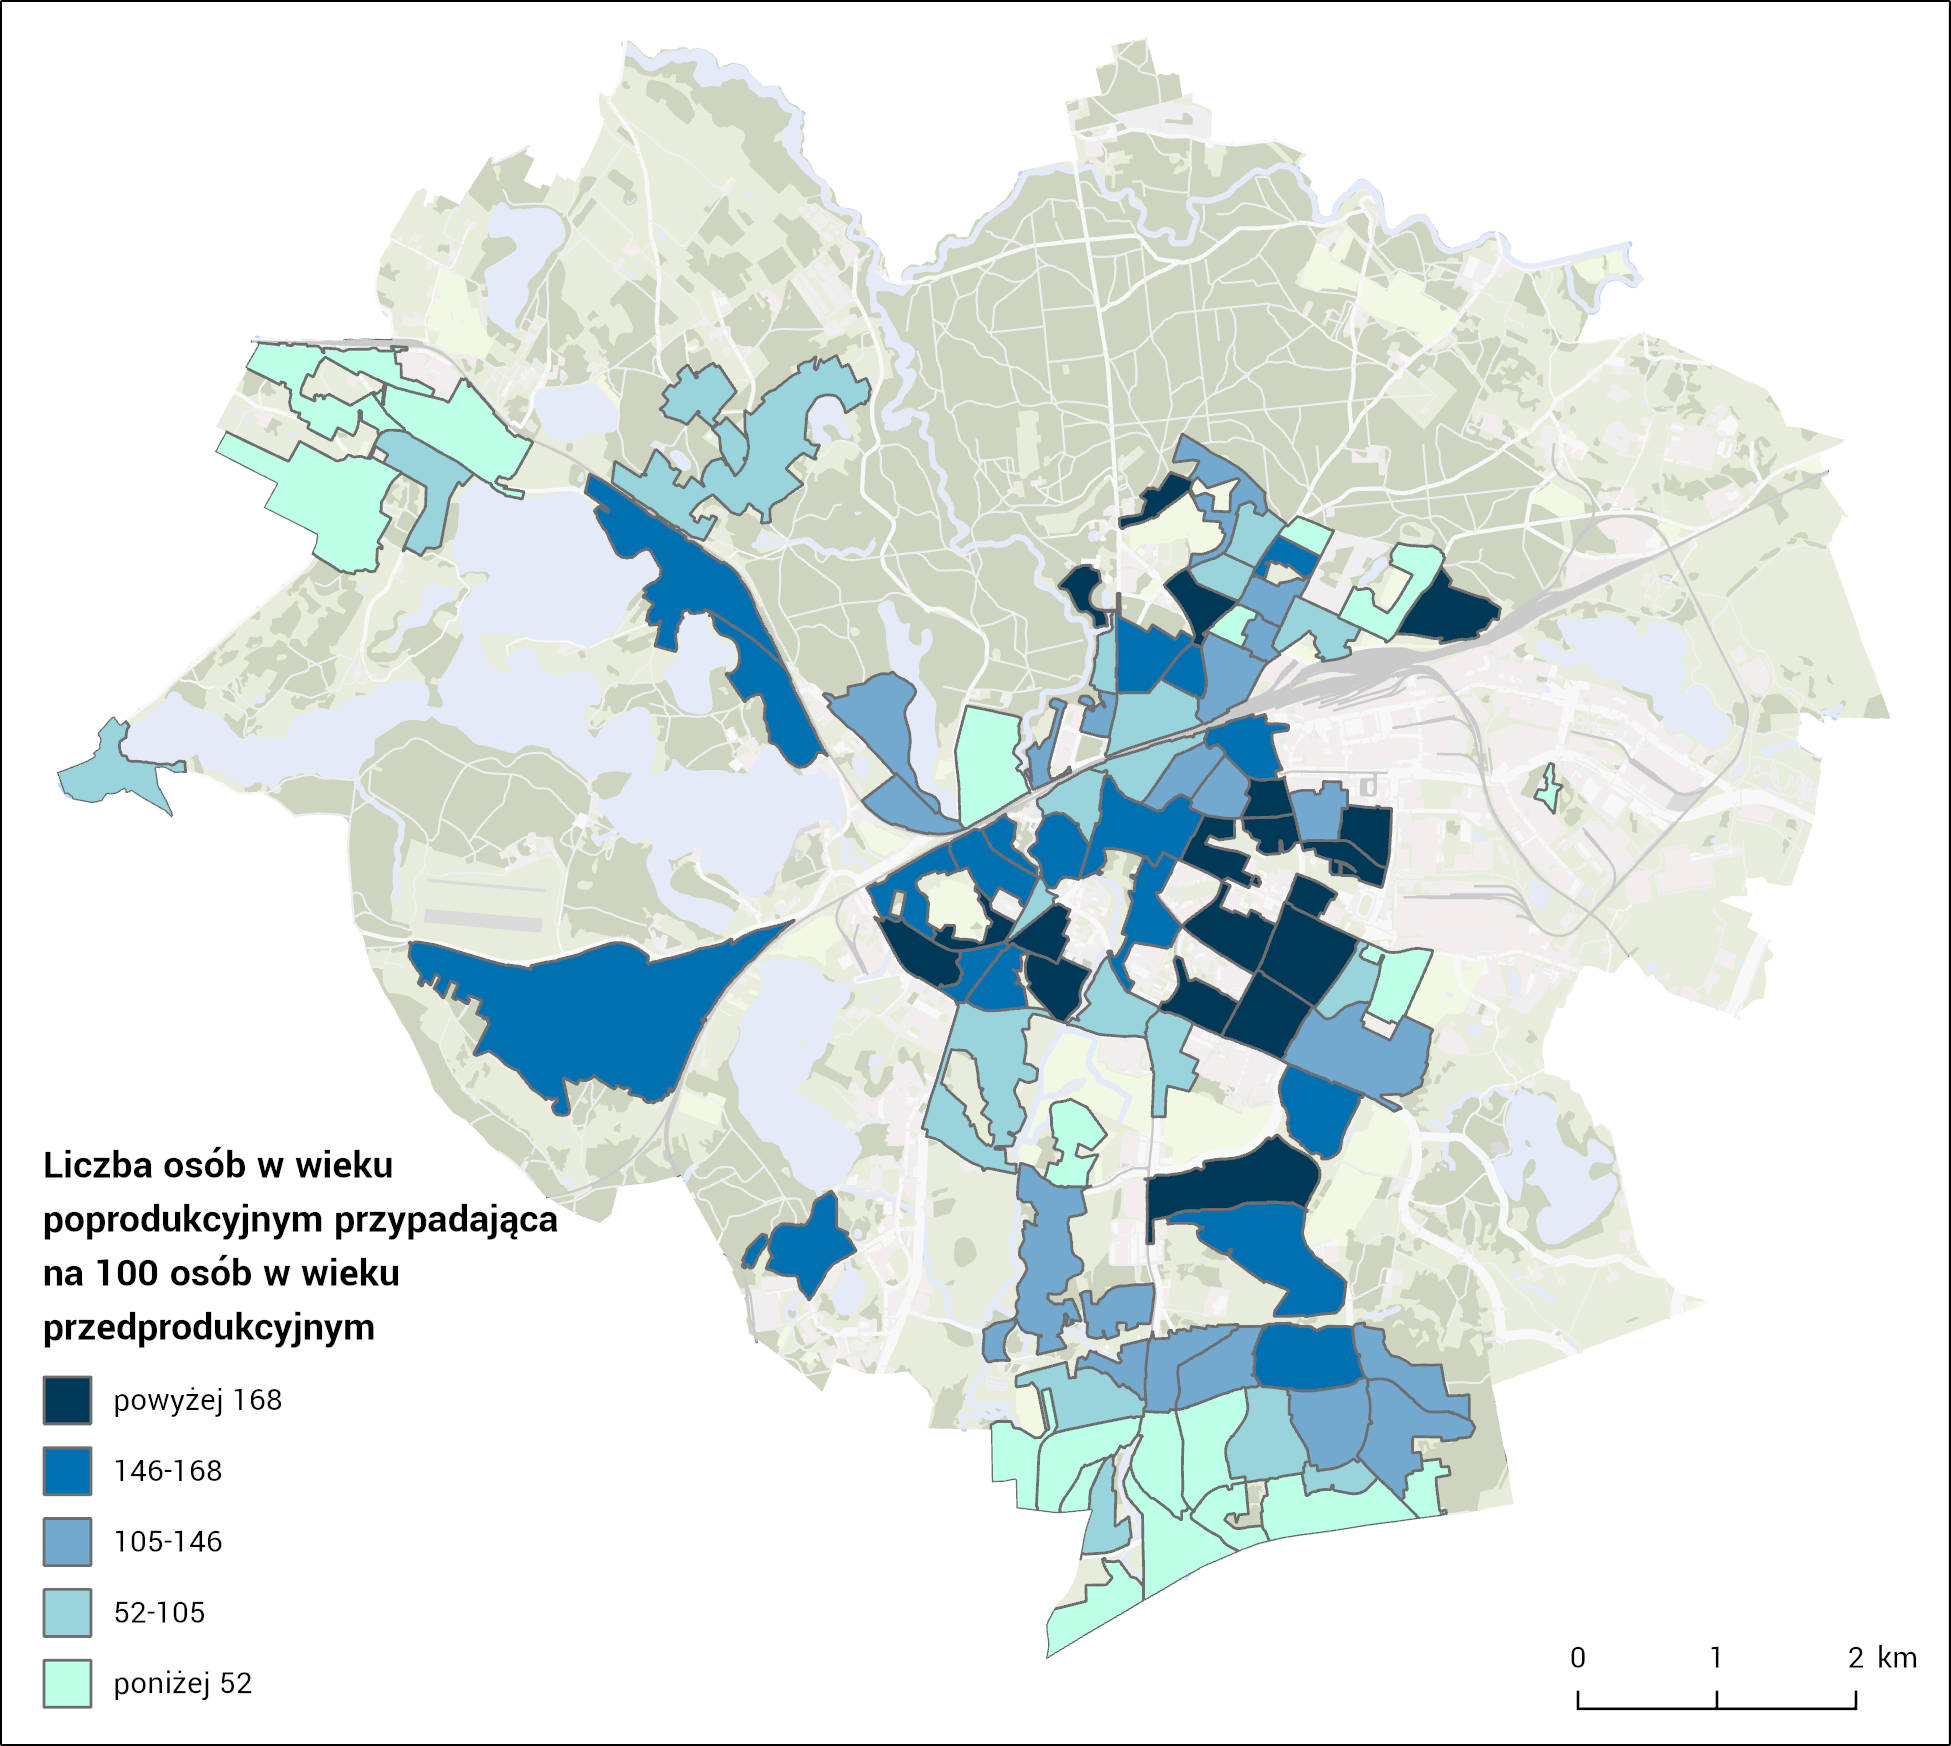 Liczba osób w wieku
poprodukcyjnym przypadająca
na 100 osób w wieku
przedprodukcyjnym
powyżej 168
146-168
105-146
52-105
poniżej 52
0 1 2 km